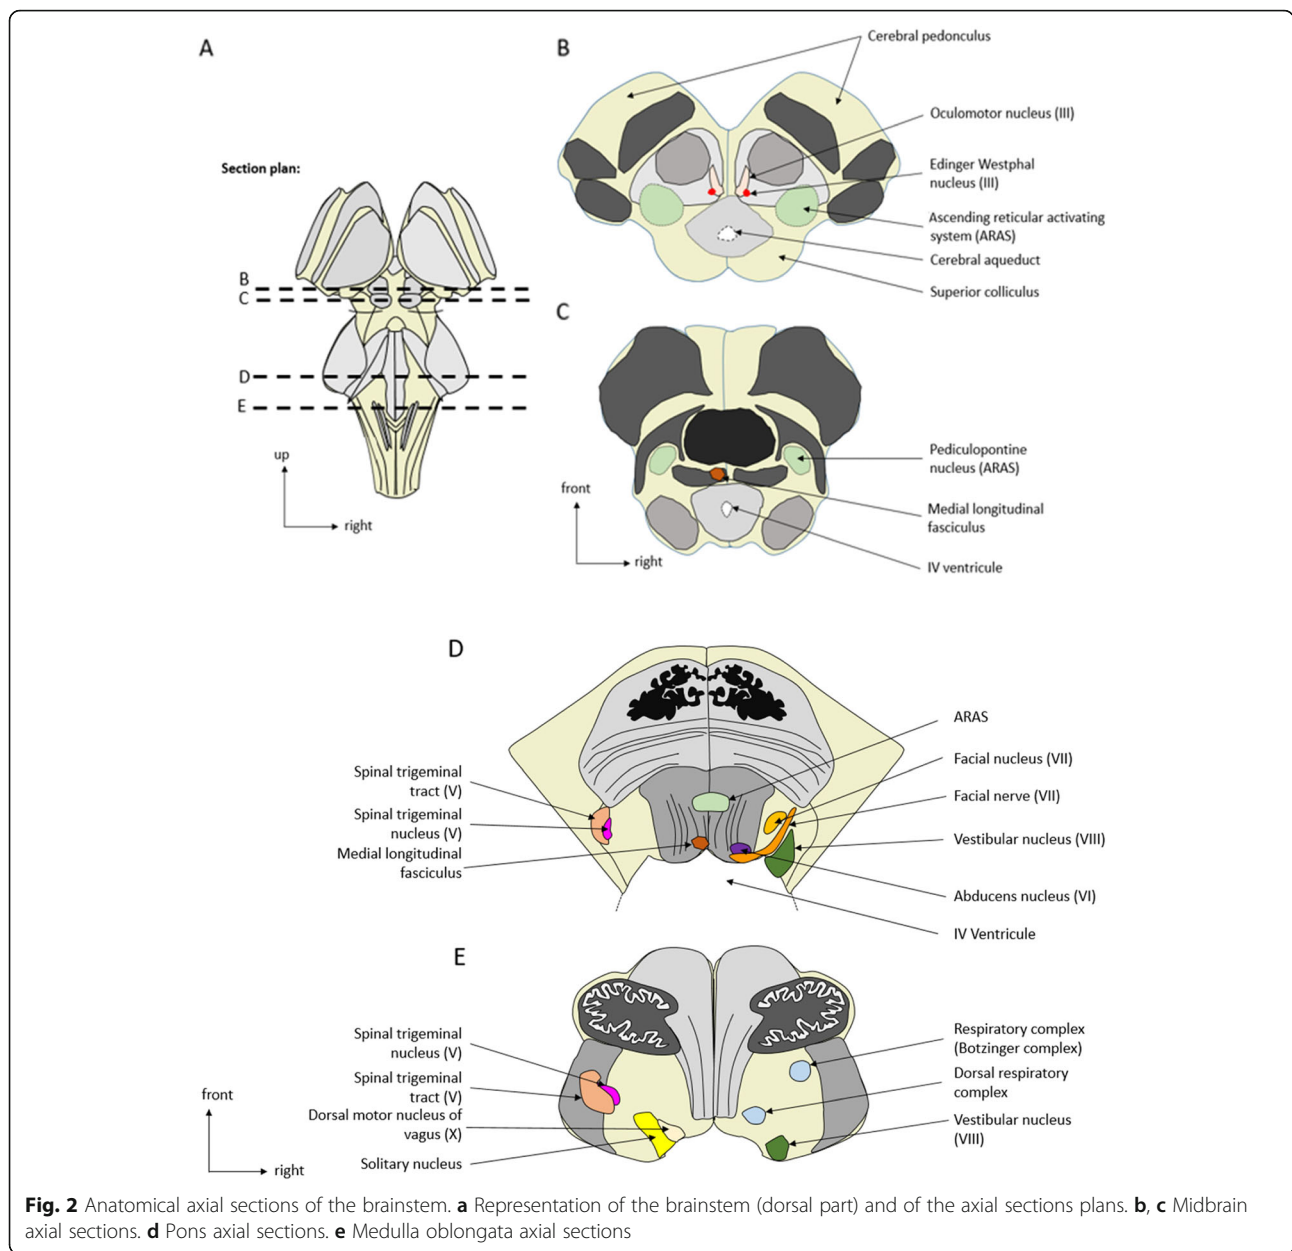 A
Section plan:
B
C
D
E
up
right
B
Cerebral pedonculus
Oculomotor nucleus (III)
Edinger Westphal
nucleus (III)
Ascending reticular activating
system (ARAS)
Cerebral aqueduct
Superior colliculus
C
Pediculopontine
nucleus (ARAS)
Medial longitudinal
fasciculus
IV ventricule
front
right
D
Spinal trigeminal
tract (V)
Spinal trigeminal
nucleus (V)
Medial longitudinal
fasciculus
ARAS
Facial nucleus (VII)
Facial nerve (VII)
Vestibular nucleus (VIII)
Abducens nucleus (VI)
IV Ventricule
E
Spinal trigeminal
nucleus (V)
Spinal trigeminal
tract (V)
Dorsal motor nucleus of
vagus (X)
Solitary nucleus
Respiratory complex
(Botzinger complex)
Dorsal respiratory
complex
Vestibular nucleus
(VIII)
front
right
Fig. 2 Anatomical axial sections of the brainstem. a Representation of the brainstem (dorsal part) and of the axial sections plans. b, c Midbrain
axial sections. d Pons axial sections. e Medulla oblongata axial sections